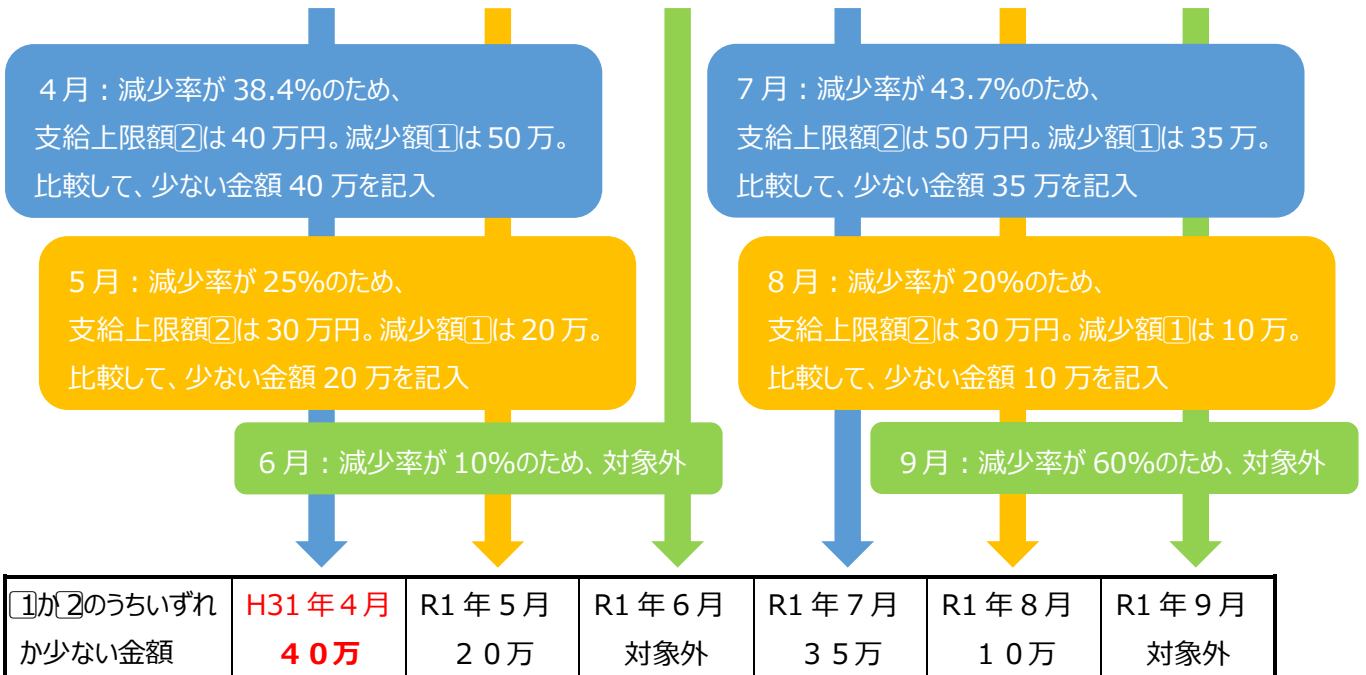 4月：減少率が 38.4%のため、
支給上限額2は 40 万円。減少額1は 50 万。
比較して、少ない金額 40 万を記入
7月：減少率が 43.7%のため、
支給上限額2は 50 万円。減少額1は 35 万。
比較して、少ない金額 35 万を記入
5月：減少率が 25%のため、
支給上限額2は 30 万円。減少額1は 20 万。
比較して、少ない金額 20 万を記入
8月：減少率が 20%のため、
支給上限額2は 30 万円。減少額1は 10 万。
比較して、少ない金額 10 万を記入
6月：減少率が 10%のため、対象外
9月：減少率が 60%のため、対象外
1か2のうちいずれ H31 年4月 R1 年5月 R1 年6月 R1 年7月 R1 年8月 R1 年9月
か少ない金額 40万 20万 対象外 35万 10万 対象外